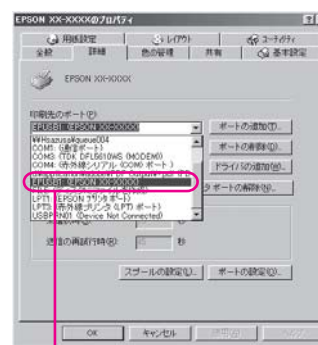 EPSON XX-XXXXのプロパティ
用紙設定 レイアウト ユーティリティ
全般 詳細 色の管理 共有 基本設定
EPSON XX-XXXX
印刷先のポート(P)
EPUSB1: (EPSON XX-XXXX)
ポートの追加(T)...
COM1: (通信ポート)
ポートの削除(D)...
COM3: (TDK DFL5610WS (MODEM))
COM4: (赤外線シリアル (COM) ポート)
ドライバの追加(W)...
EPUSB1: (EPSON XX-XXXX)
ポートの解除(N)...
LPT1: (EPSON プリンタ ポート)
LPT3: (赤外線プリンタ (LPT) ポート)
USBPRN01 (Device Not Connected)
秒
送信の再試行時(R): 秒
スプールの設定(L)... ポートの設定(O)...
OK キャンセル